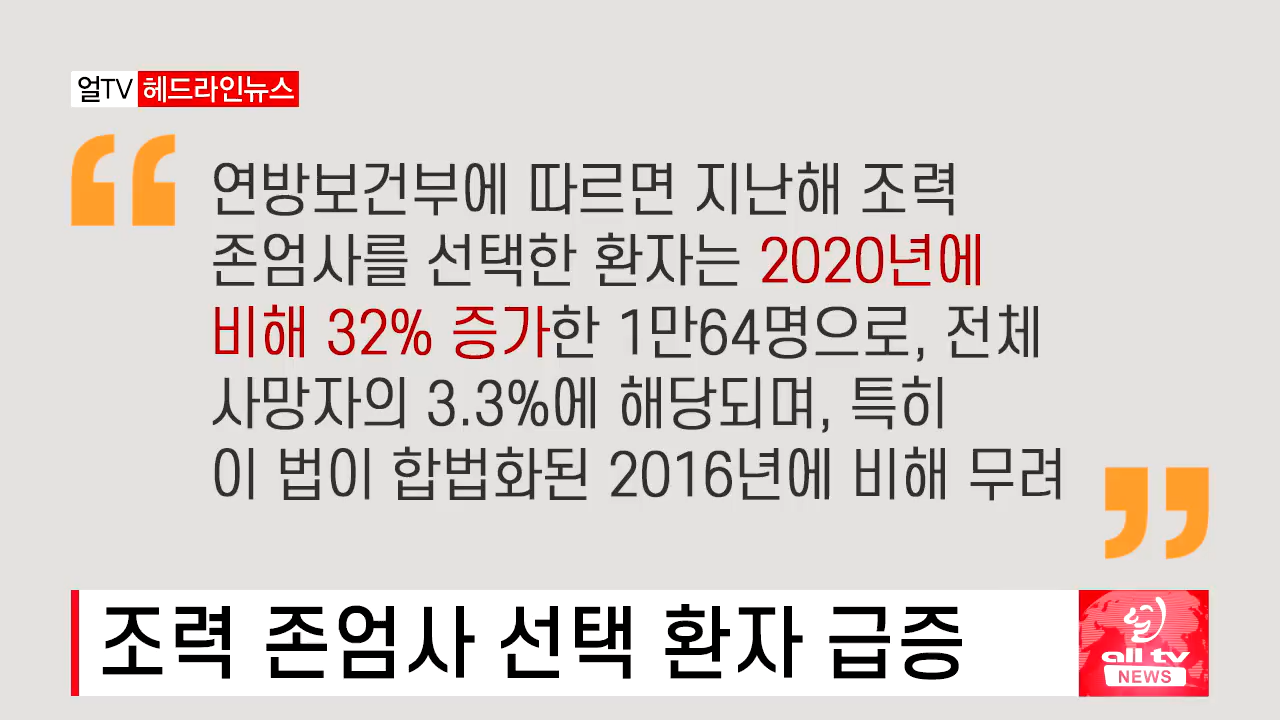 얼TV 헤드라인뉴스
연방보건부에 따르면 지난해 조력
존엄사를 선택한 환자는 2020년에
비해 32% 증가한 1만64명으로, 전체
사망자의 3.3%에 해당되며, 특히
이 법이 합법화된 2016년에 비해 무려
조력 존엄사 선택 환자 급증
all tv
NEWS